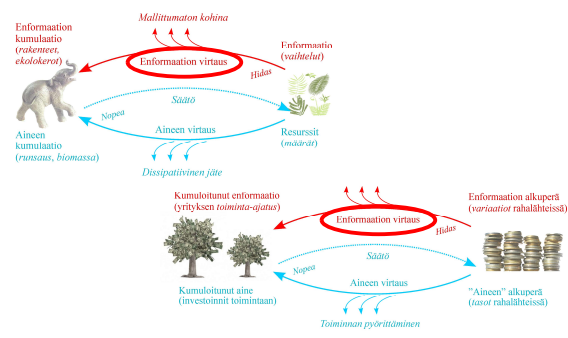 Mallittumaton kohina
Enformaation
kumulaatio
(rakenteet,
ekolokerot)
Enformaatio
(vaihtelut)
Enformaation virtaus
Hidas
Säätö
Nopea
Aineen virtaus
Aineen
kumulaatio
(runsaus, biomassa)
Resurssit
(määrät)
Dissipatiivinen jäte
Kumuloitunut enformaatio
(yrityksen toiminta-ajatus)
Enformaation alkuperä
(variaatiot rahalähteissä)
Enformaation virtaus
Hidas
Säätö
Nopea
Aineen virtaus
Kumuloitunut aine
(investoinnit toimintaan)
”Aineen” alkuperä
(tasot rahalähteissä)
Toiminnan pyörittäminen